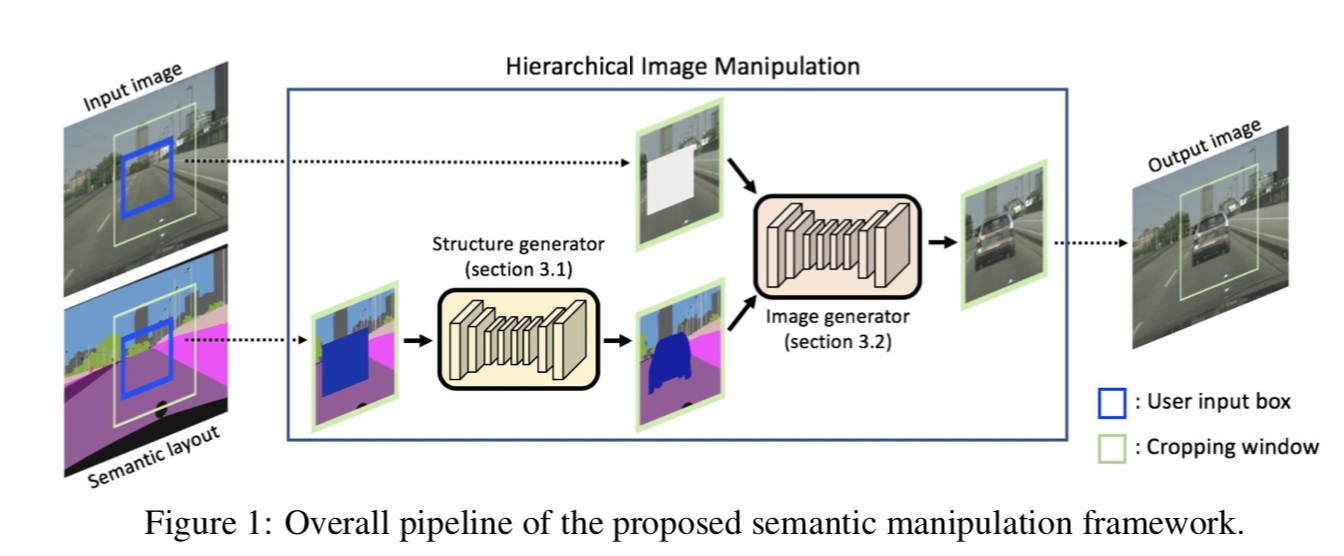 Hierarchical Image Manipulation
Input image
Output image
Structure generator
(section 3.1)
Image generator
(section 3.2)
Semantic layout
: User input box
: Cropping window
Figure 1: Overall pipeline of the proposed semantic manipulation framework.